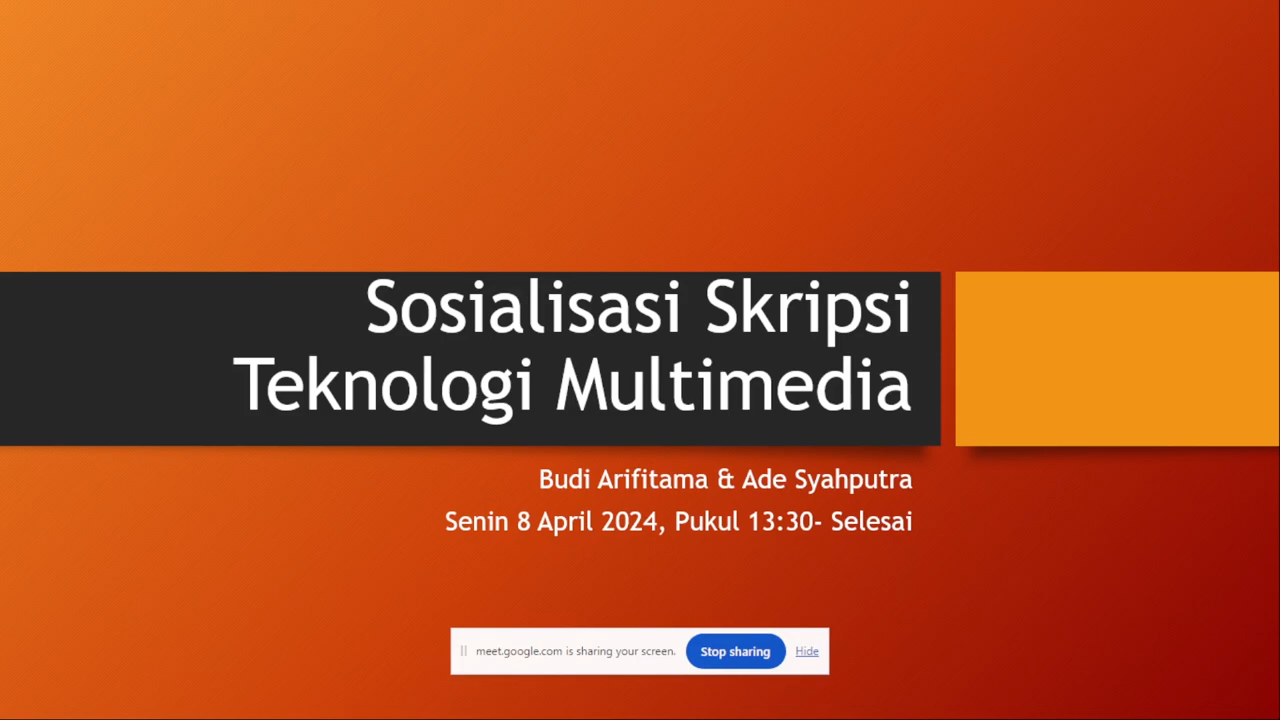 Sosialisasi Skripsi
Teknologi Multimedia
Budi Arifitama & Ade Syahputra
Senin 8 April 2024, Pukul 13:30- Selesai
meet.google.com is sharing your screen. Stop sharing Hide